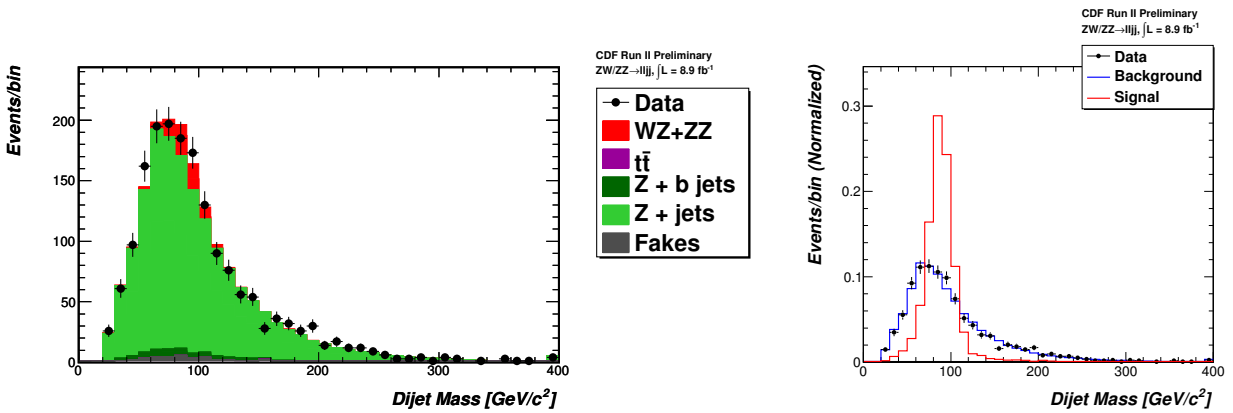 Events/bin
200
150
100
50
0
0
100
200
300
400
Dijet Mass [GeV/c²]
CDF Run II Preliminary
ZW/ZZ→lljj, ∫L = 8.9 fb⁻¹
Data
WZ+ZZ
tt̄
Z + b jets
Z + jets
Fakes
CDF Run II Preliminary
ZW/ZZ→lljj, ∫L = 8.9 fb⁻¹
Data
Background
Signal
Events/bin (Normalized)
0.3
0.2
0.1
0
0
100
200
300
400
Dijet Mass [GeV/c²]